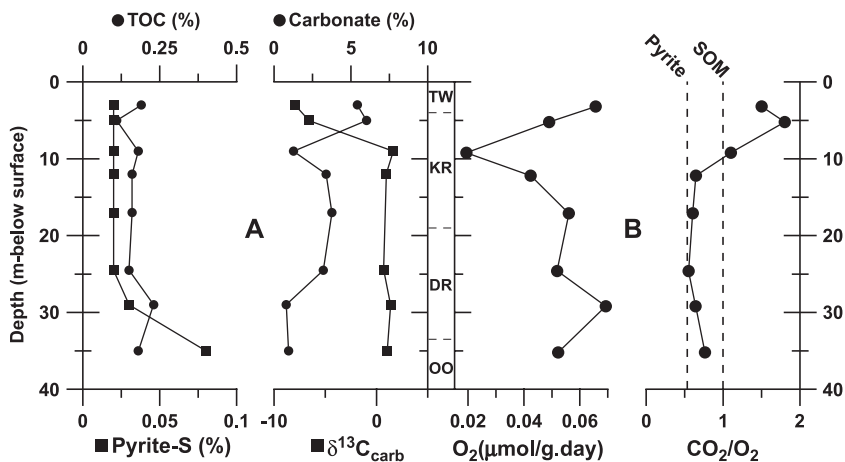 TOC (%) Carbonate (%)
0 0.25 0.5 0 5 10
Pyrite SOM
0 0
10 10
20 20
30 30
40 40
Depth (m-below surface)
TW
KR
DR
OO
A B
0 0.05 0.1 -10 0 0.02 0.04 0.06 0 1 2
Pyrite-S (%) δ¹³C_carb O₂(μmol/g.day) CO₂/O₂